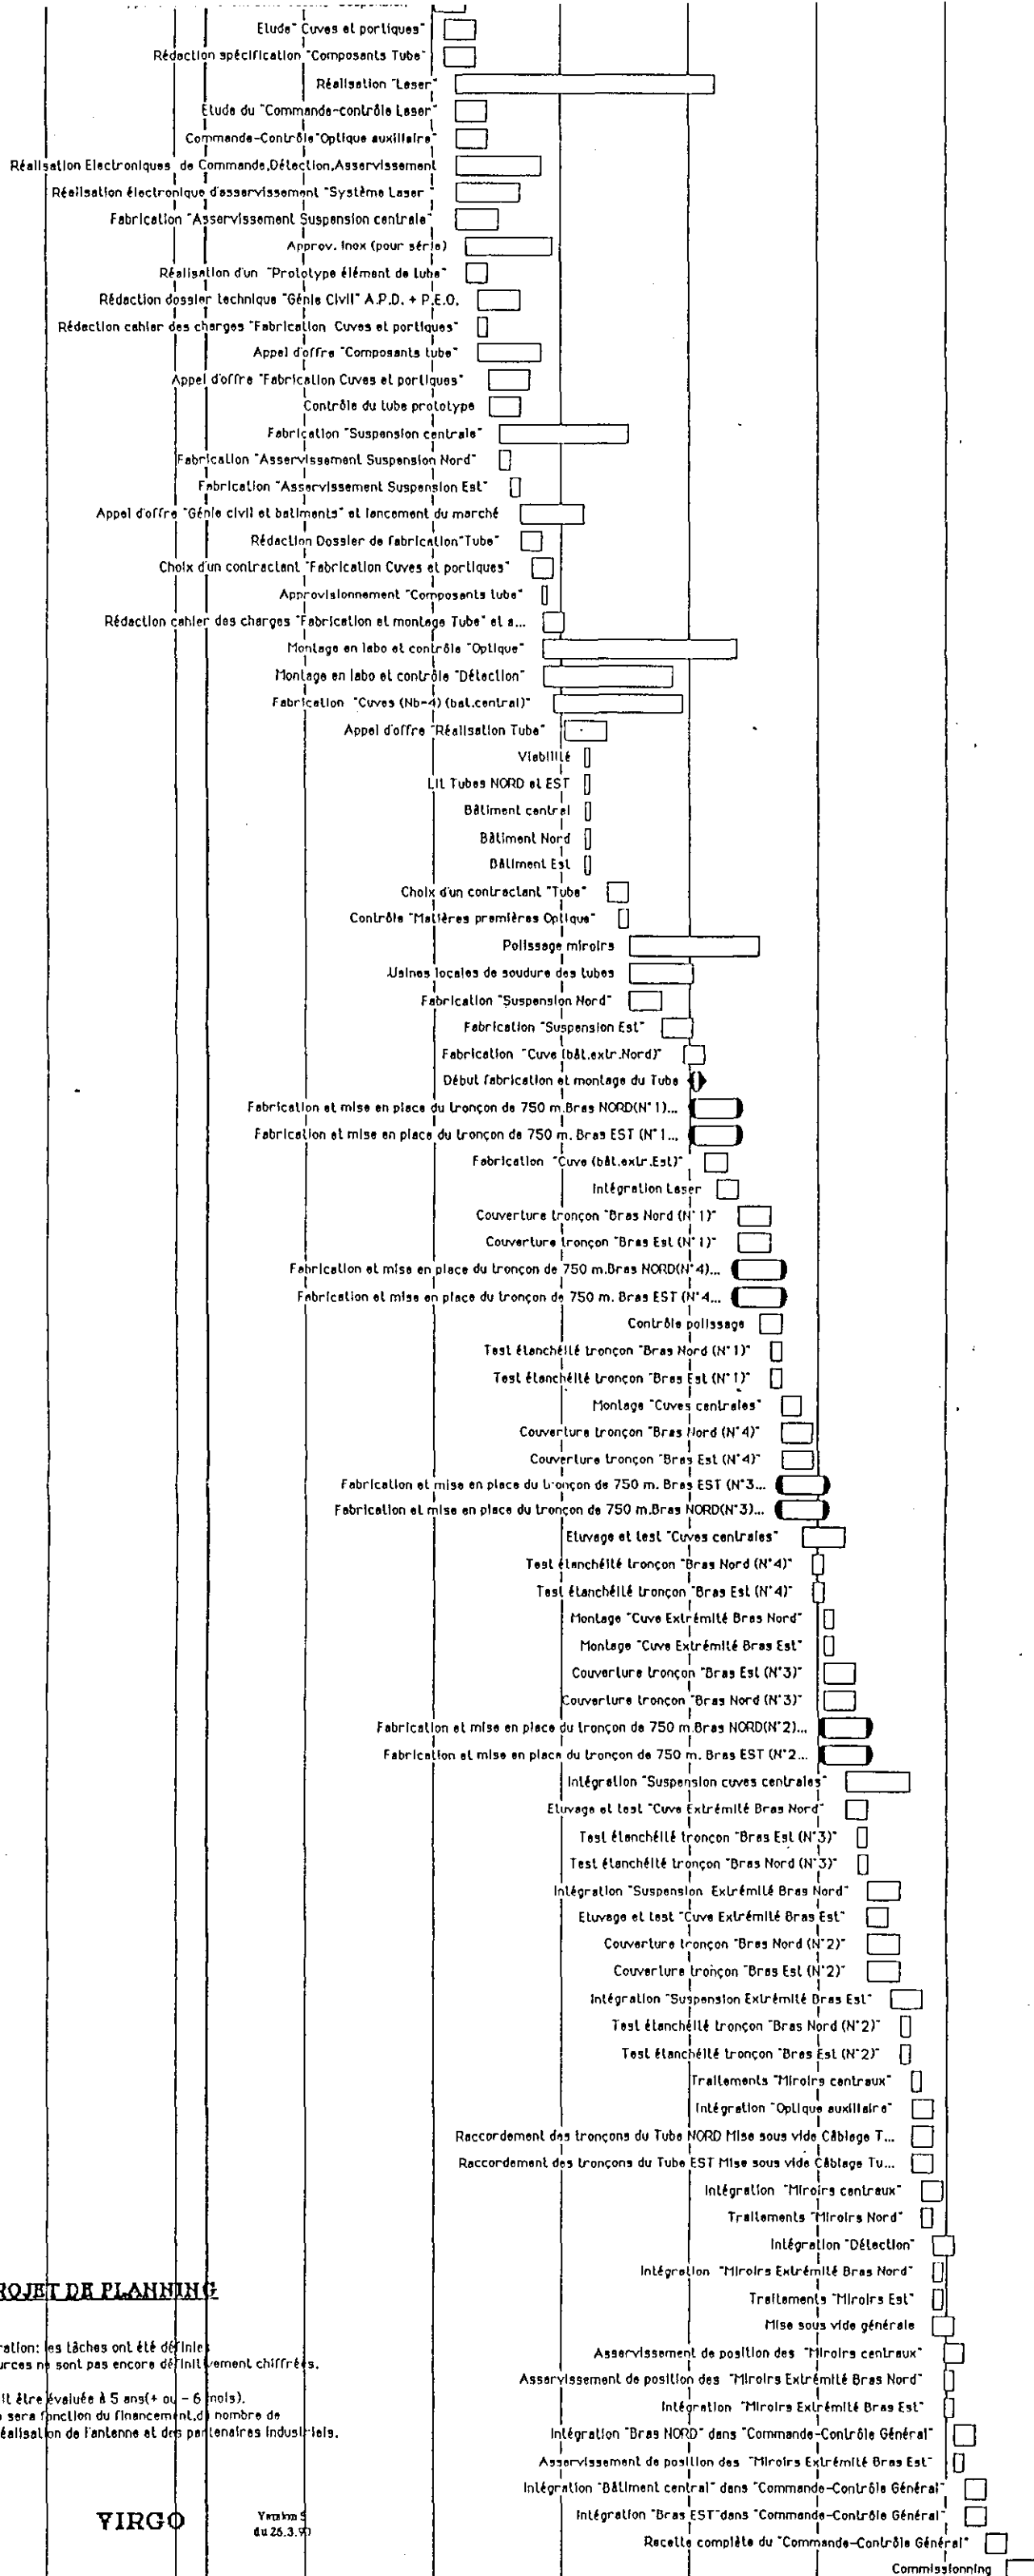 Etude" Cuves et portiques"
Rédaction spécification "Composants Tube"
Réalisation "Laser"
Etude du "Commande-contrôle Laser"
Commande-Contrôle"Optique auxiliaire"
Réalisation Electroniques de Commande,Détection,Asservissement
Réalisation électronique d'asservissement "Système Laser "
Fabrication "Asservissement Suspension centrale"
Approv. Inox (pour série)
Réalisation d'un "Prototype élément de tube"
Rédaction dossier technique "Génie Civil" A.P.D. + P.E.O.
Rédaction cahier des charges "Fabrication Cuves et portiques"
Appel d'offre "Composants tube"
Appel d'offre "Fabrication Cuves et portiques"
Contrôle du tube prototype
Fabrication "Suspension centrale"
Fabrication "Asservissement Suspension Nord"
Fabrication "Asservissement Suspension Est"
Appel d'offre "Génie civil et batiments" et lancement du marché
Rédaction Dossier de fabrication"Tube"
Choix d'un contractant "Fabrication Cuves et portiques"
Approvisionnement "Composants tube"
Rédaction cahier des charges "Fabrication et montage Tube" et a...
Montage en labo et contrôle "Optique"
Montage en labo et contrôle "Détection"
Fabrication "Cuves (Nb-4) (bat.central)"
Appel d'offre "Réalisation Tube"
Viabilité
Lit Tubes NORD et EST
Bâtiment central
Bâtiment Nord
Bâtiment Est
Choix d'un contractant "Tube"
Contrôle "Matières premières Optique"
Polissage miroirs
Usines locales de soudure des tubes
Fabrication "Suspension Nord"
Fabrication "Suspension Est"
Fabrication "Cuve (bât.extr.Nord)"
Début fabrication et montage du Tube
Fabrication et mise en place du tronçon de 750 m.Bras NORD(N°1)...
Fabrication et mise en place du tronçon de 750 m. Bras EST (N°1...
Fabrication "Cuve (bât.extr.Est)"
Intégration Laser
Couverture tronçon "Bras Nord (N°1)"
Couverture tronçon "Bras Est (N°1)"
Fabrication et mise en place du tronçon de 750 m.Bras NORD(N°4)...
Fabrication et mise en place du tronçon de 750 m. Bras EST (N°4...
Contrôle polissage
Test étanchéité tronçon "Bras Nord (N°1)"
Test étanchéité tronçon "Bras Est (N°1)"
Montage "Cuves centrales"
Couverture tronçon "Bras Nord (N°4)"
Couverture tronçon "Bras Est (N°4)"
Fabrication et mise en place du tronçon de 750 m. Bras EST (N°3...
Fabrication et mise en place du tronçon de 750 m.Bras NORD(N°3)...
Etuvage et test "Cuves centrales"
Test étanchéité tronçon "Bras Nord (N°4)"
Test étanchéité tronçon "Bras Est (N°4)"
Montage "Cuve Extrémité Bras Nord"
Montage "Cuve Extrémité Bras Est"
Couverture tronçon "Bras Est (N°3)"
Couverture tronçon "Bras Nord (N°3)"
Fabrication et mise en place du tronçon de 750 m.Bras NORD(N°2)...
Fabrication et mise en place du tronçon de 750 m. Bras EST (N°2...
Intégration "Suspension cuves centrales"
Etuvage et test "Cuve Extrémité Bras Nord"
Test étanchéité tronçon "Bras Est (N°3)"
Test étanchéité tronçon "Bras Nord (N°3)"
Intégration "Suspension Extrémité Bras Nord"
Etuvage et test "Cuve Extrémité Bras Est"
Couverture tronçon "Bras Nord (N°2)"
Couverture tronçon "Bras Est (N°2)"
Intégration "Suspension Extrémité Bras Est"
Test étanchéité tronçon "Bras Nord (N°2)"
Test étanchéité tronçon "Bras Est (N°2)"
Traitements "Miroirs centraux"
Intégration "Optique auxiliaire"
Raccordement des tronçons du Tube NORD Mise sous vide Câblage T...
Raccordement des tronçons du Tube EST Mise sous vide Câblage Tu...
Intégration "Miroirs centraux"
Traitements "Miroirs Nord"
Intégration "Détection"
Intégration "Miroirs Extrémité Bras Nord"
Traitements "Miroirs Est"
Mise sous vide générale
Asservissement de position des "Miroirs centraux"
Asservissement de position des "Miroirs Extrémité Bras Nord"
Intégration "Miroirs Extrémité Bras Est"
Intégration "Bras NORD" dans "Commande-Contrôle Général"
Asservissement de position des "Miroirs Extrémité Bras Est"
Intégration "Bâtiment central" dans "Commande-Contrôle Général"
Intégration "Bras EST"dans "Commande-Contrôle Général"
Recette complète du "Commande-Contrôle Général"
Commissionning
ROJET DE PLANNING
ration: les tâches ont été définies
urces ne sont pas encore définitivement chiffrées.
it être évaluée à 5 ans(+ ou - 6 mois).
sera fonction du financement,du nombre de
éalisation de l'antenne et des partenaires industriels.
VIRGO
Version 5
du 26.3.90